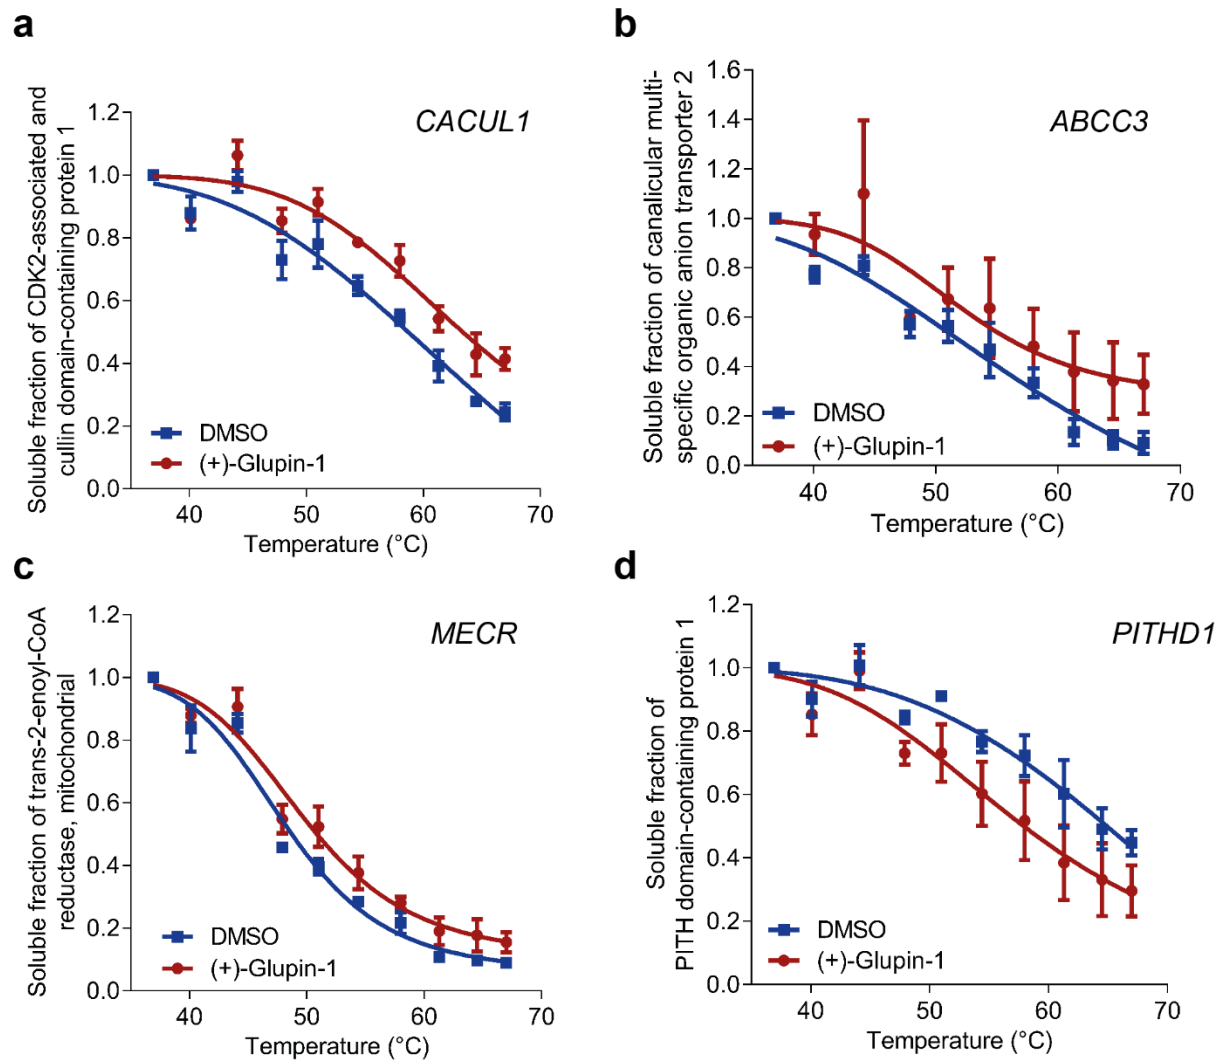 a
Soluble fraction of CDK2-associated and
cullin domain-containing protein 1
1.2
1.0
0.8
0.6
0.4
0.2
0.0
CACUL1
DMSO
(+)-Glupin-1
40
50
60
70
Temperature (°C)
b
Soluble fraction of canalicular multi-
specific organic anion transporter 2
1.6
1.4
1.2
1.0
0.8
0.6
0.4
0.2
0.0
ABCC3
DMSO
(+)-Glupin-1
40
50
60
70
Temperature (°C)
c
Soluble fraction of trans-2-enoyl-CoA
reductase, mitochondrial
1.2
1.0
0.8
0.6
0.4
0.2
0.0
MECR
DMSO
(+)-Glupin-1
40
50
60
70
Temperature (°C)
d
Soluble fraction of
PITH domain-containing protein 1
1.2
1.0
0.8
0.6
0.4
0.2
0.0
PITHD1
DMSO
(+)-Glupin-1
40
50
60
70
Temperature (°C)